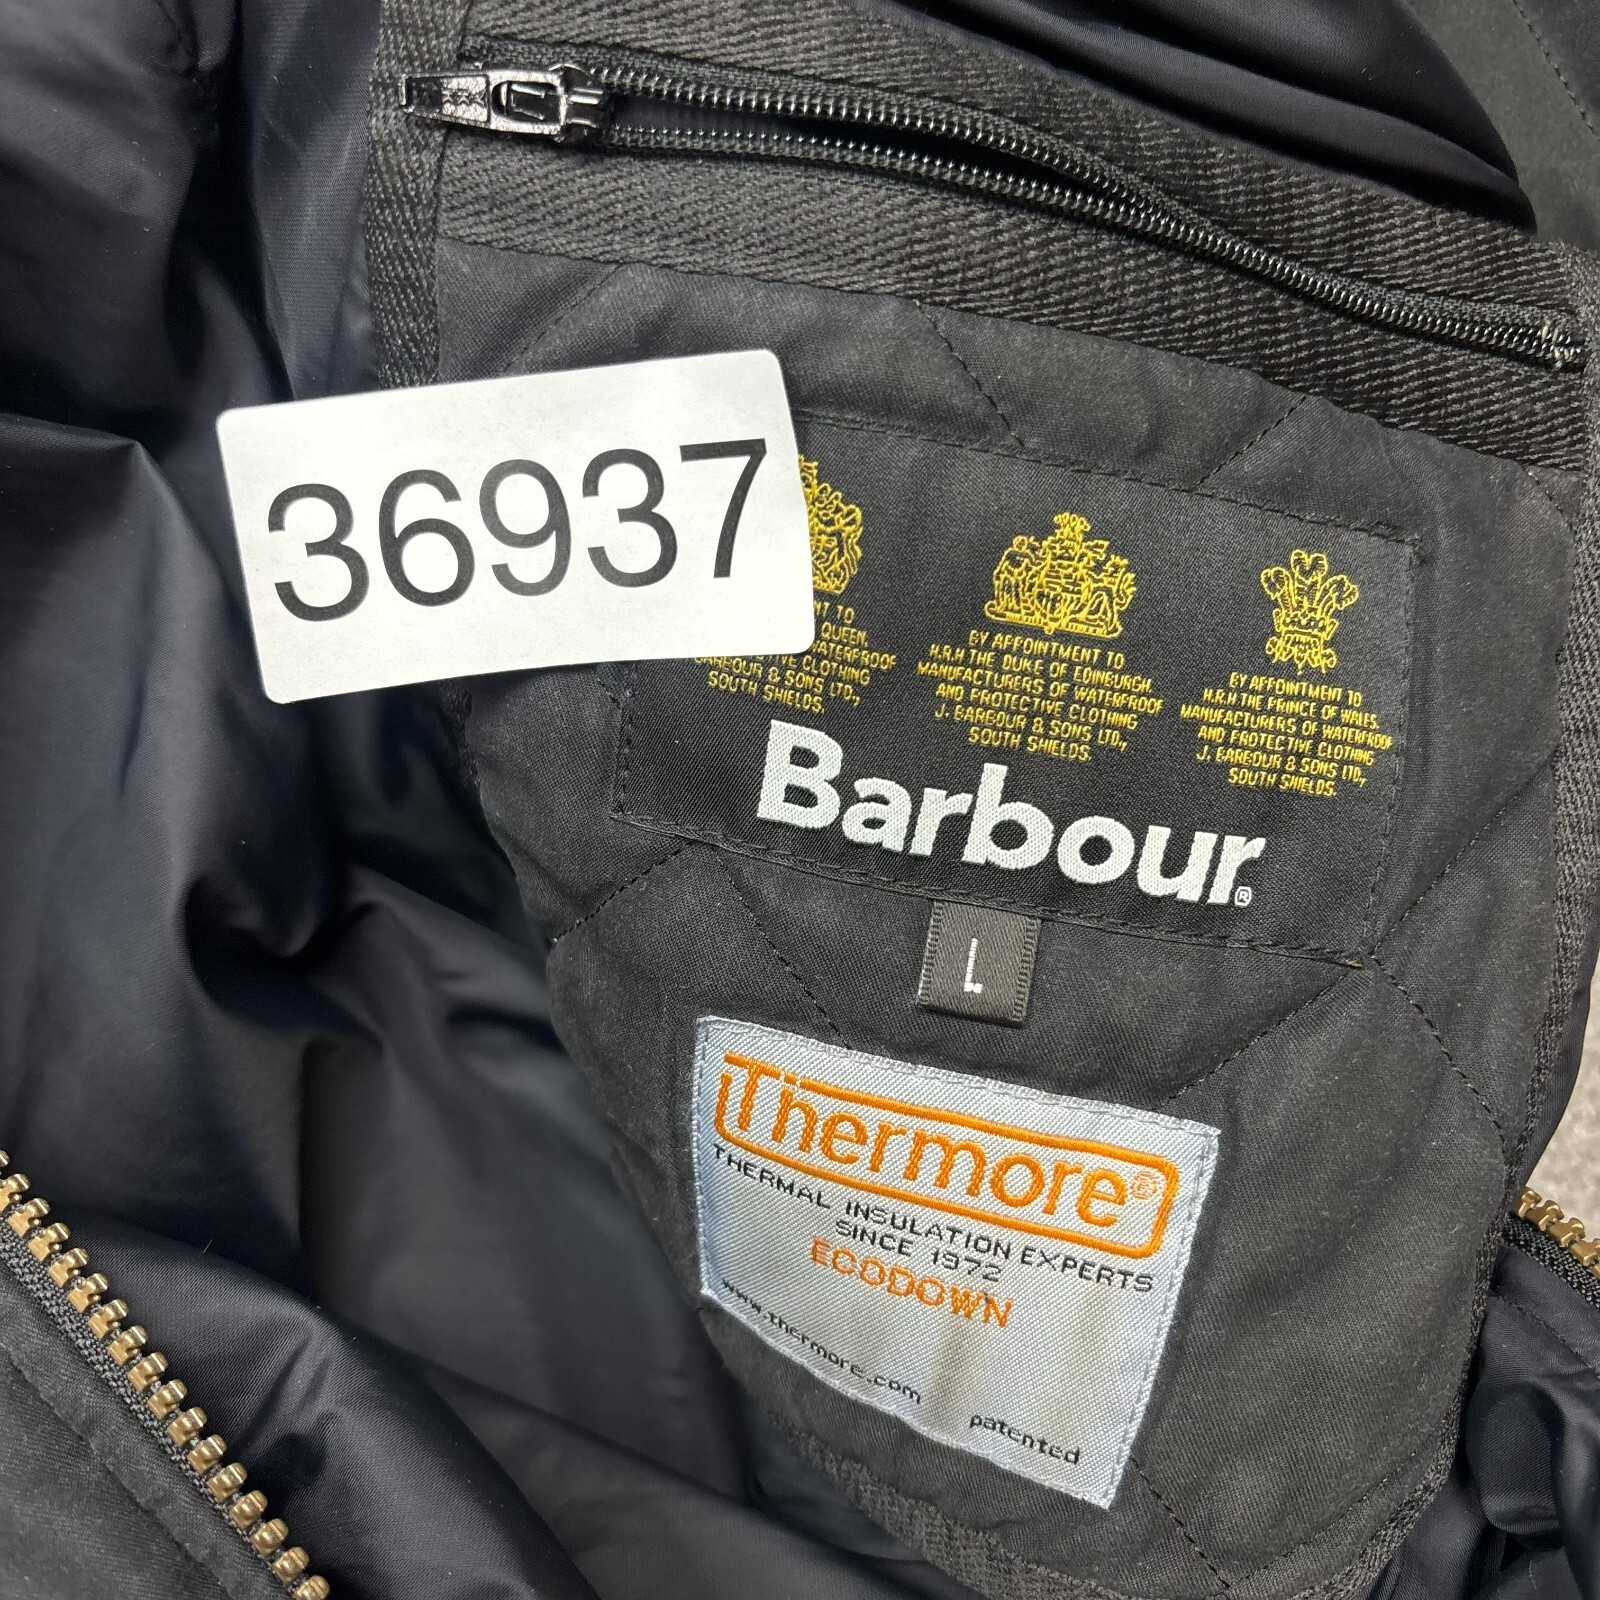 36937
NT TO
QUEEN,
WATERPROOF
CLOTHING
BARBOUR & SONS LTD.,
SOUTH SHIELDS.
BY APPOINTMENT TO
H.R.H THE DUKE OF EDINBURGH,
MANUFACTURERS OF WATERPROOF
AND PROTECTIVE CLOTHING
J. BARBOUR & SONS LTD.,
SOUTH SHIELDS.
BY APPOINTMENT TO
H.R.H THE PRINCE OF WALES,
MANUFACTURERS OF WATERPROOF
AND PROTECTIVE CLOTHING
J. BARBOUR & SONS LTD.,
SOUTH SHIELDS.
Barbour®
L
Thermore®
THERMAL INSULATION EXPERTS
SINCE 1972
ECODOWN
www.thermore.com
patented